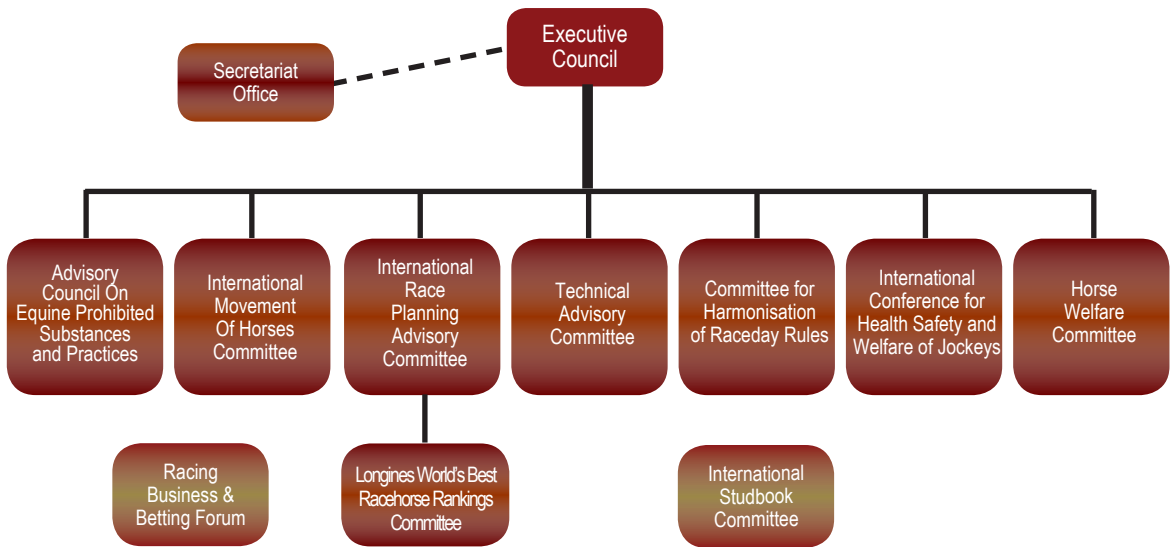 Executive
Council
Secretariat
Office
Advisory
Council On
Equine Prohibited
Substances
and Practices
International
Movement
Of Horses
Committee
International
Race
Planning
Advisory
Committee
Technical
Advisory
Committee
Committee for
Harmonisation
of Raceday Rules
International
Conference for
Health Safety and
Welfare of Jockeys
Horse
Welfare
Committee
Racing
Business &
Betting Forum
Longines World's Best
Racehorse Rankings
Committee
International
Studbook
Committee